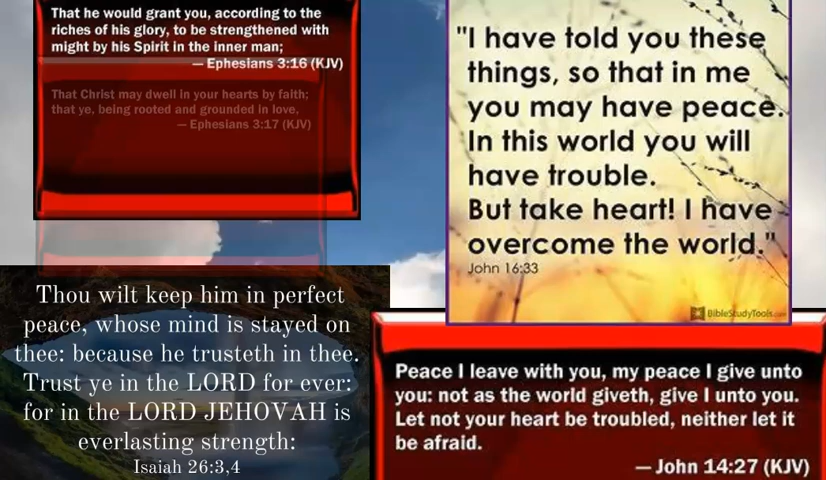 That he would grant you, according to the
riches of his glory, to be strengthened with
might by his Spirit in the inner man;
— Ephesians 3:16 (KJV)
That Christ may dwell in your hearts by faith;
that ye, being rooted and grounded in love,
— Ephesians 3:17 (KJV)
"I have told you these
things, so that in me
you may have peace.
In this world you will
have trouble.
But take heart! I have
overcome the world."
John 16:33
BibleStudyTools.com
Thou wilt keep him in perfect
peace, whose mind is stayed on
thee: because he trusteth in thee.
Trust ye in the LORD for ever:
for in the LORD JEHOVAH is
everlasting strength:
Isaiah 26:3,4
Peace I leave with you, my peace I give unto
you: not as the world giveth, give I unto you.
Let not your heart be troubled, neither let it
be afraid.
— John 14:27 (KJV)